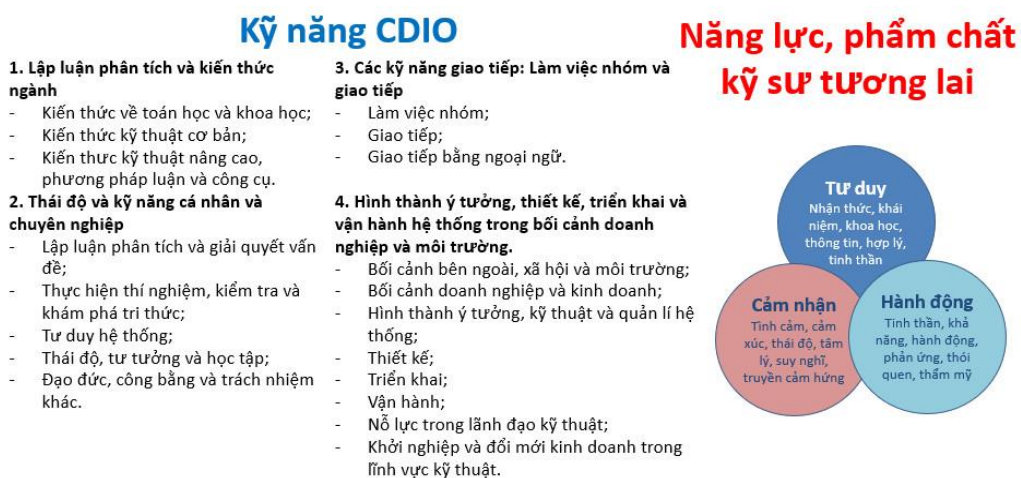 Kỹ năng CDIO
1. Lập luận phân tích và kiến thức
ngành
- Kiến thức về toán học và khoa học;
- Kiến thức kỹ thuật cơ bản;
- Kiến thưc kỹ thuật nâng cao,
phương pháp luận và công cụ.
2. Thái độ và kỹ năng cá nhân và
chuyên nghiệp
- Lập luận phân tích và giải quyết vấn
đề;
- Thực hiện thí nghiệm, kiểm tra và
khám phá tri thức;
- Tư duy hệ thống;
- Thái độ, tư tưởng và học tập;
- Đạo đức, công bằng và trách nhiệm
khác.
3. Các kỹ năng giao tiếp: Làm việc nhóm và
giao tiếp
- Làm việc nhóm;
- Giao tiếp;
- Giao tiếp bằng ngoại ngữ.
4. Hình thành ý tưởng, thiết kế, triển khai và
vận hành hệ thống trong bối cảnh doanh
nghiệp và môi trường.
- Bối cảnh bên ngoài, xã hội và môi trường;
- Bối cảnh doanh nghiệp và kinh doanh;
- Hình thành ý tưởng, kỹ thuật và quản lí hệ
thống;
- Thiết kế;
- Triển khai;
- Vận hành;
- Nỗ lực trong lãnh đạo kỹ thuật;
- Khởi nghiệp và đổi mới kinh doanh trong
lĩnh vực kỹ thuật.
Năng lực, phẩm chất
kỹ sư tương lai
Tư duy
Nhận thức, khái
niệm, khoa học,
thông tin, hợp lý,
tinh thần
Cảm nhận
Tình cảm, cảm
xúc, thái độ, tâm
lý, suy nghĩ,
truyền cảm hứng
Hành động
Tinh thần, khả
năng, hành động,
phản ứng, thói
quen, thẩm mỹ